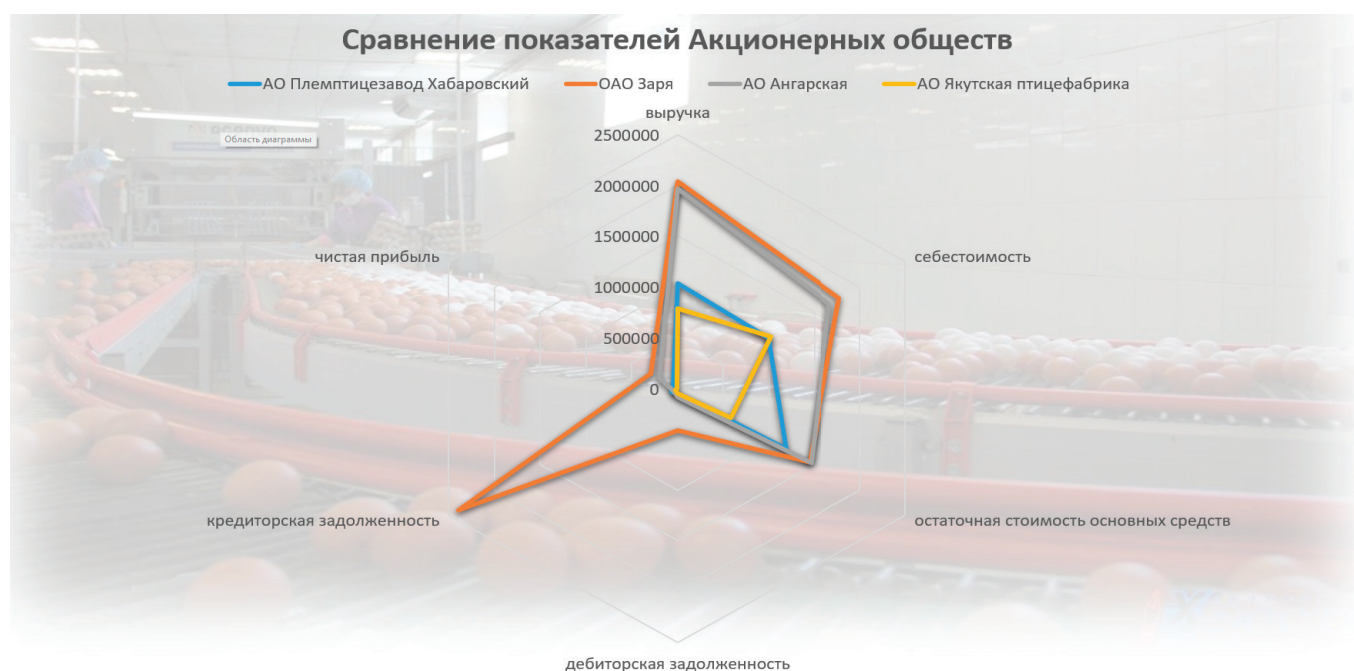 Сравнение показателей Акционерных обществ
АО Племптицезавод Хабаровский ОАО Заря АО Ангарская АО Якутская птицефабрика
выручка
2500000
Область диаграммы
2000000
1500000
чистая прибыль
себестоимость
1000000
500000
0
кредиторская задолженность
остаточная стоимость основных средств
дебиторская задолженность